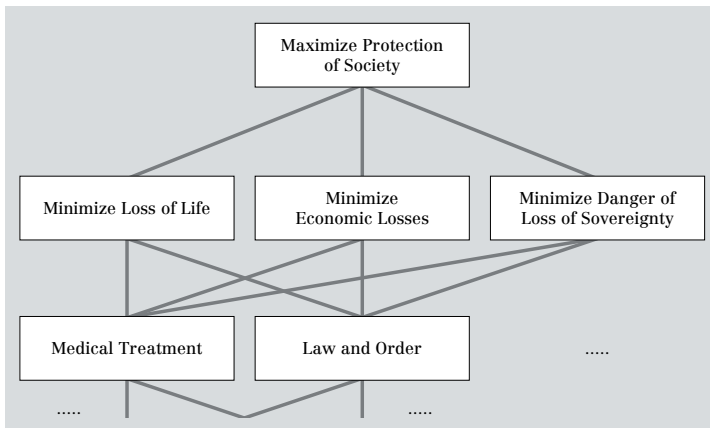 Maximize Protection
of Society
Minimize Loss of Life
Minimize
Economic Losses
Minimize Danger of
Loss of Sovereignty
Medical Treatment
Law and Order
.....
.....
.....